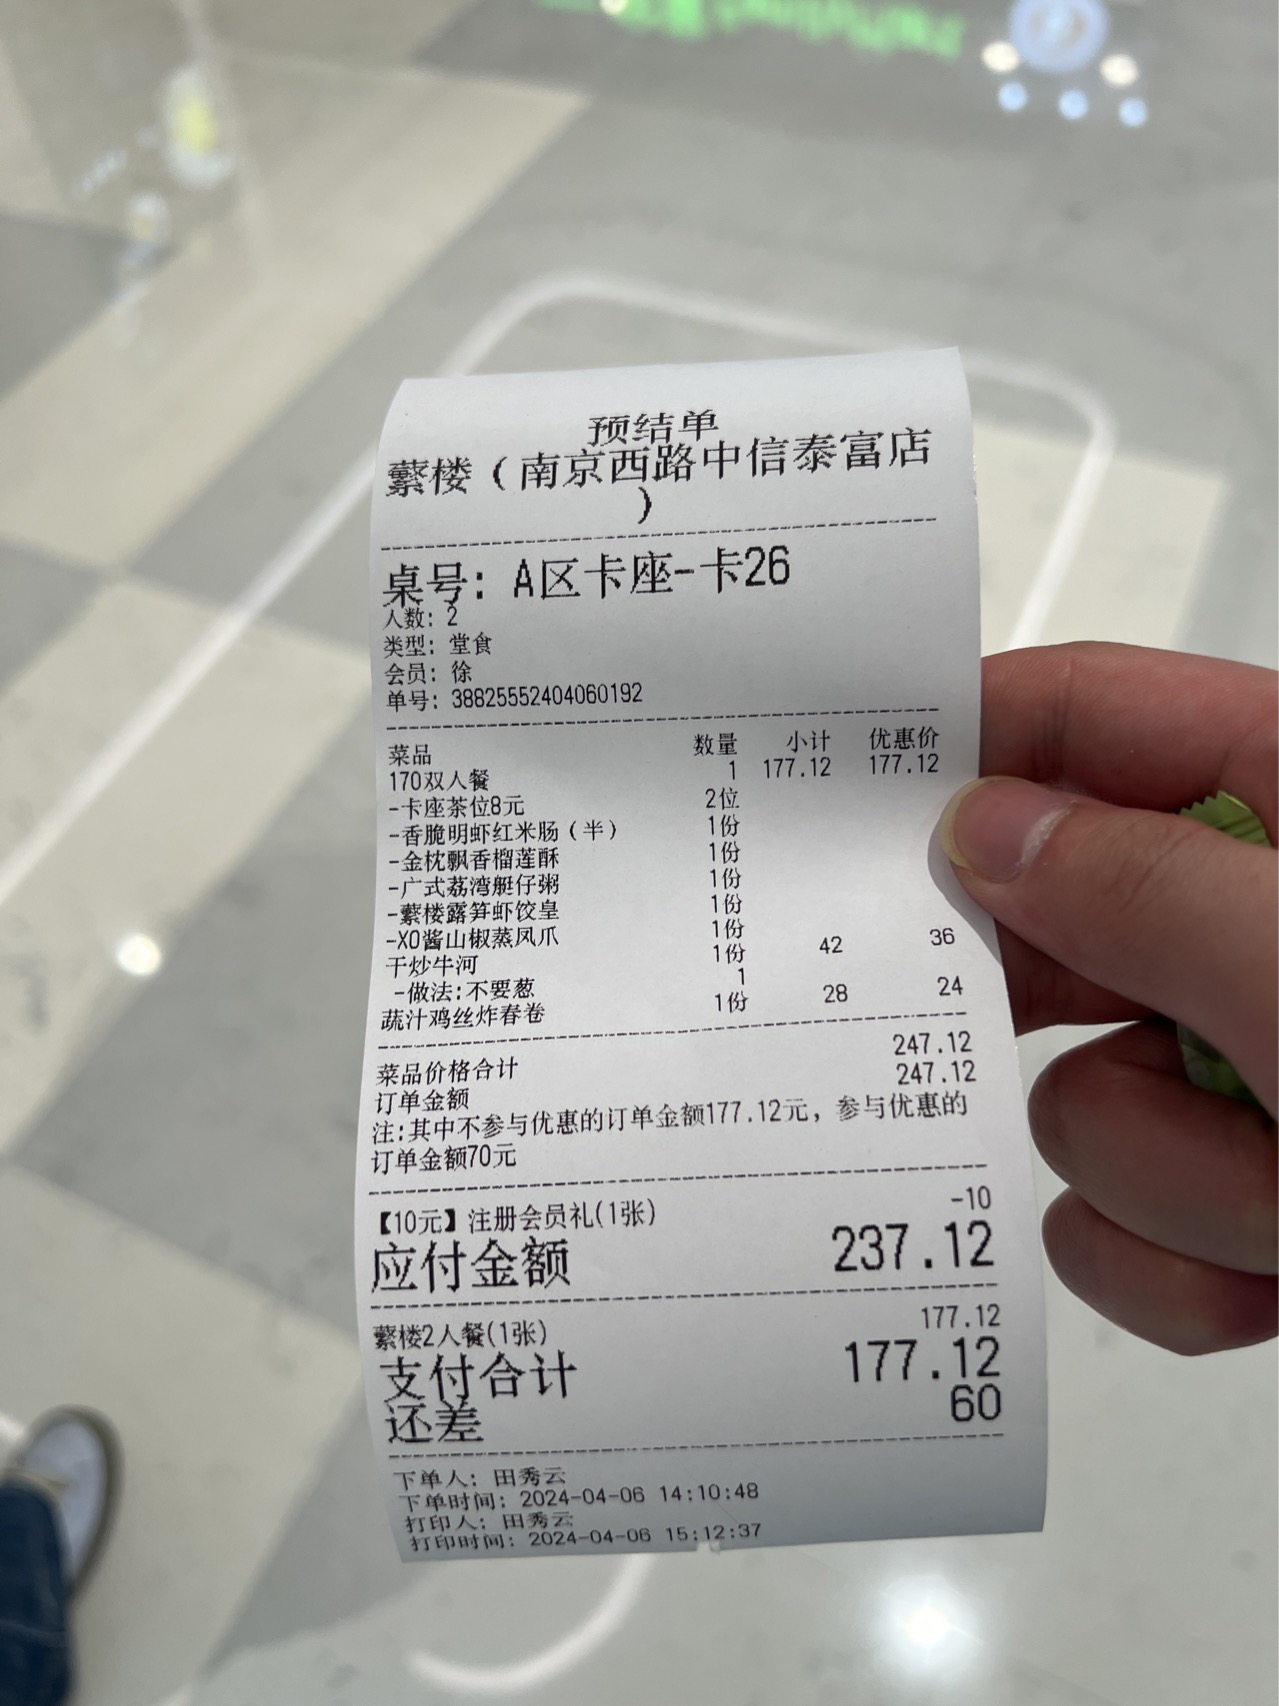 预结单
蘩楼（南京西路中信泰富店
）
桌号: A区卡座-卡26
人数: 2
类型: 堂食
会员: 徐
单号: 38825552404060192
菜品 数量 小计 优惠价
170双人餐 1 177.12 177.12
-卡座茶位8元 2位
-香脆明虾红米肠（半） 1份
-金枕飘香榴莲酥 1份
-广式荔湾艇仔粥 1份
-蘩楼露笋虾饺皇 1份
-XO酱山椒蒸凤爪 1份
干炒牛河 1份 42 36
-做法:不要葱 1
蔬汁鸡丝炸春卷 1份 28 24
菜品价格合计 247.12
订单金额 247.12
注:其中不参与优惠的订单金额177.12元，参与优惠的
订单金额70元
【10元】注册会员礼(1张) -10
应付金额 237.12
蘩楼2人餐(1张) 177.12
支付合计 177.12
还差 60
下单人: 田秀云
下单时间: 2024-04-06 14:10:48
打印人: 田秀云
打印时间: 2024-04-06 15:12:37